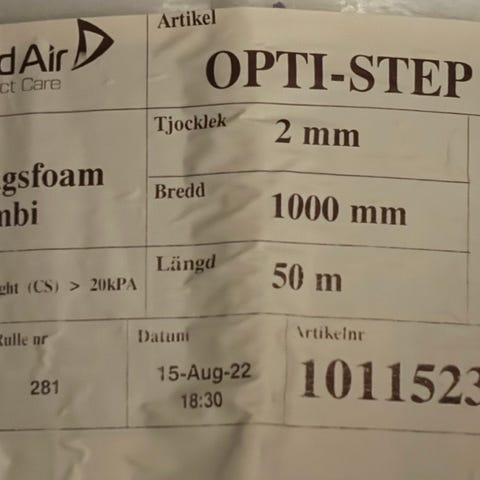 dAir
ct Care
Artikel
OPTI-STEP
gsfoam
mbi
Tjocklek
2 mm
Bredd
1000 mm
ght (CS) > 20kPA
Längd
50 m
Rulle nr
281
Datum
15-Aug-22
18:30
Artikelnr
1011523